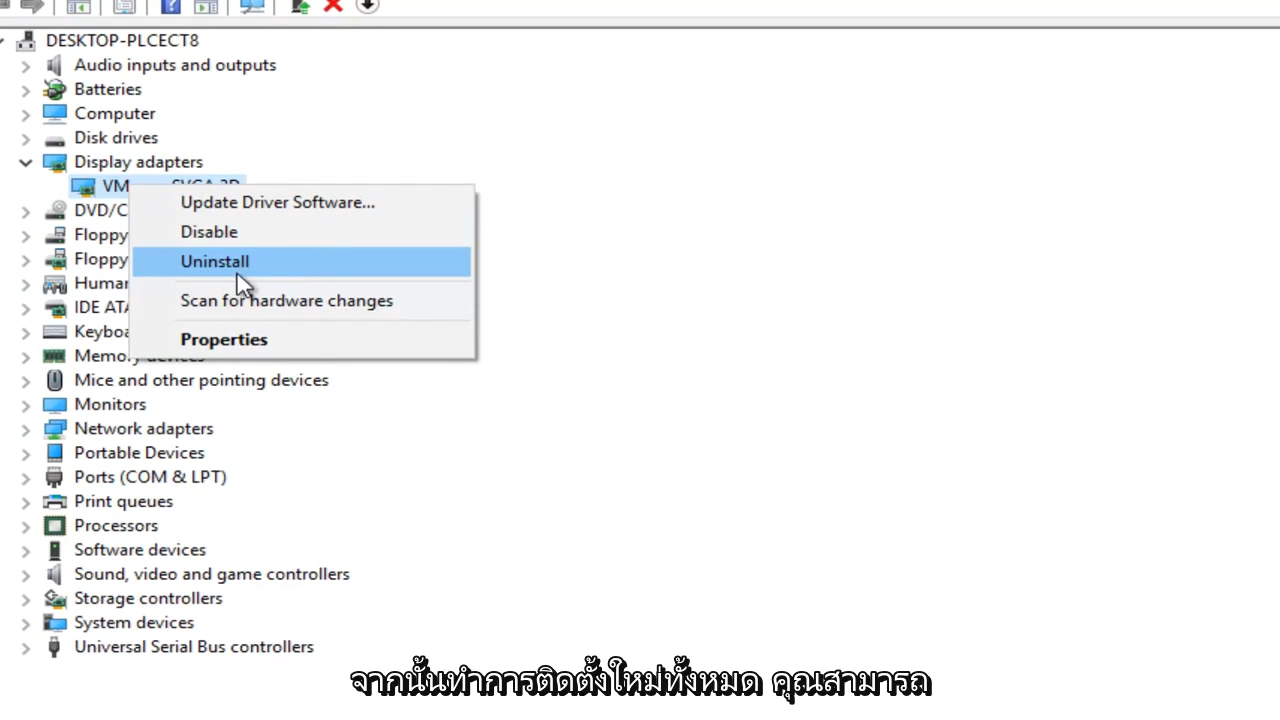 DESKTOP-PLCECT8
Audio inputs and outputs
Batteries
Computer
Disk drives
Display adapters
SVGA 3D
Update Driver Software...
Disable
Uninstall
Scan for hardware changes
Properties
DVD/C
Floppy
Floppy
Human
IDE ATA
Keyboa
Memory devices
Mice and other pointing devices
Monitors
Network adapters
Portable Devices
Ports (COM & LPT)
Print queues
Processors
Software devices
Sound, video and game controllers
Storage controllers
System devices
Universal Serial Bus controllers
จากนั้นทำการติดตั้งใหม่ทั้งหมด คุณสามารถ